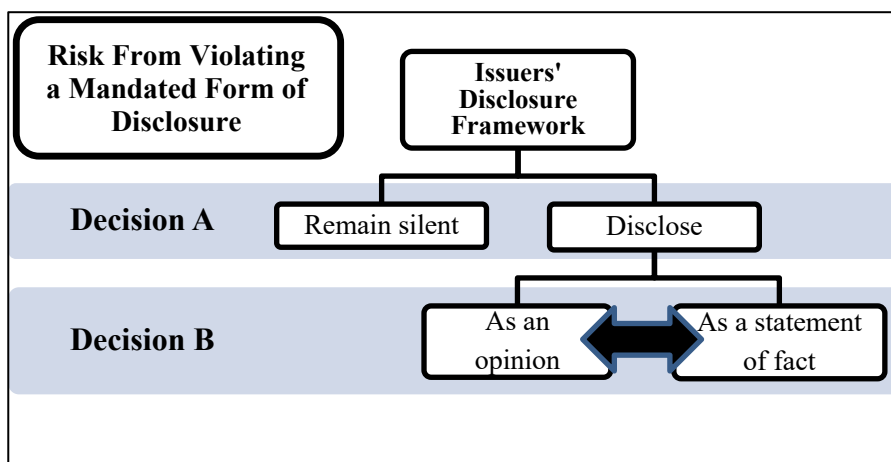 Risk From Violating
a Mandated Form of
Disclosure
Issuers'
Disclosure
Framework
Decision A
Remain silent
Disclose
Decision B
As an
opinion
As a statement
of fact